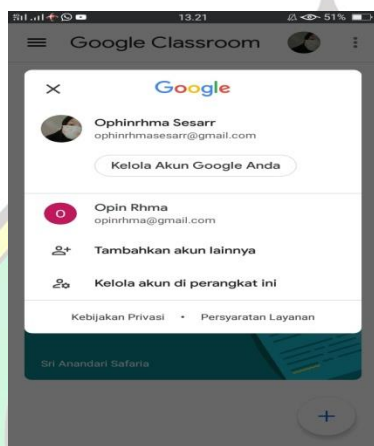 13.21
51%
Google Classroom
Google
Ophinrhma Sesarr
ophinrhmasesarr@gmail.com
Kelola Akun Google Anda
O
Opin Rhma
opinrhma@gmail.com
Tambahkan akun lainnya
Kelola akun di perangkat ini
Kebijakan Privasi • Persyaratan Layanan
Sri Anandari Safaria